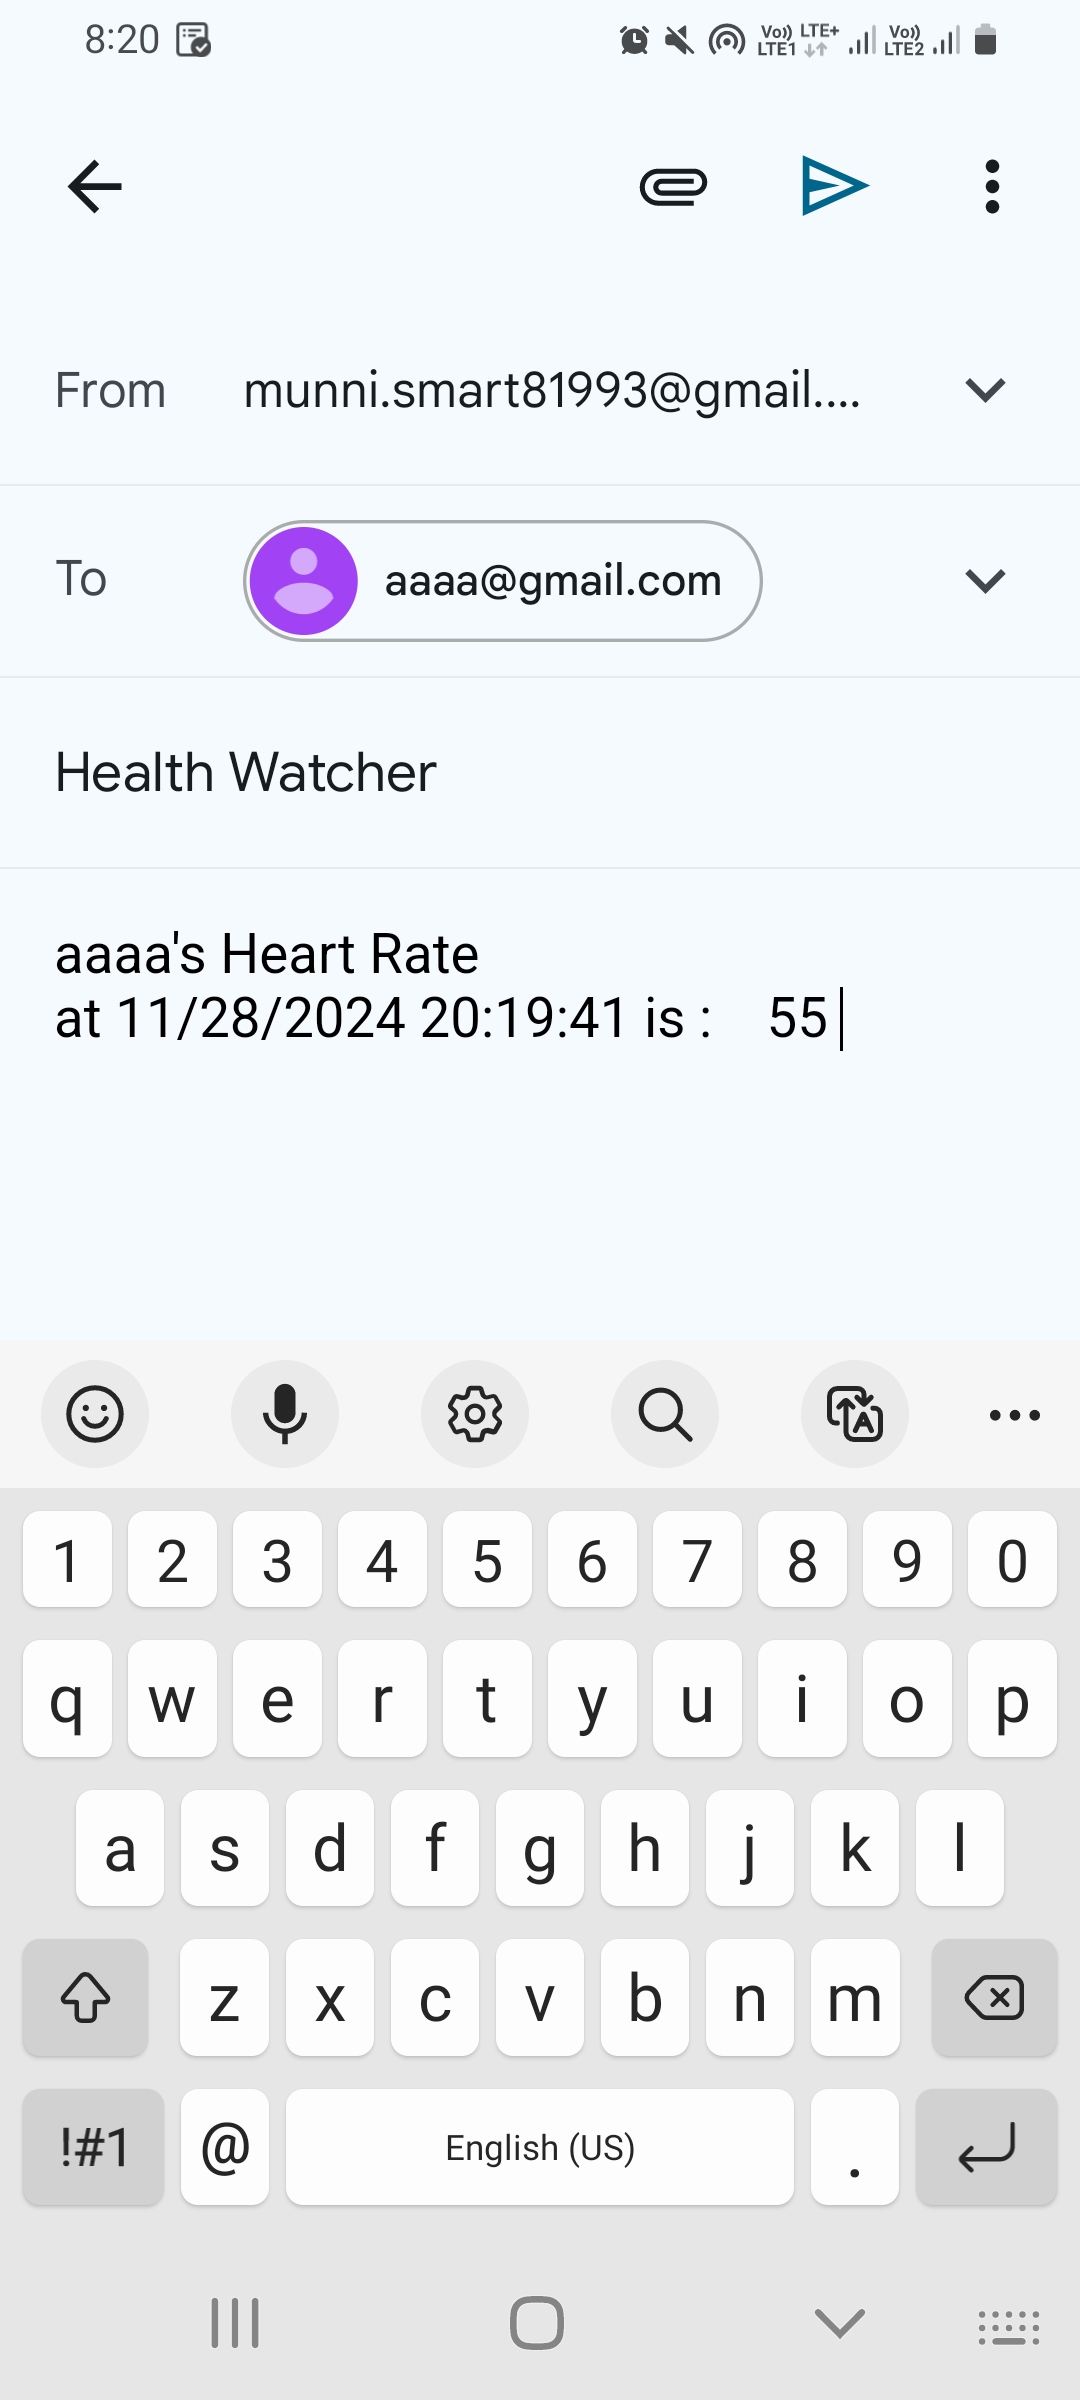 8:20
Vo)) LTE1 LTE+ Vo)) LTE2
From munni.smart81993@gmail....
To aaaa@gmail.com
Health Watcher
aaaa's Heart Rate
at 11/28/2024 20:19:41 is : 55
1 2 3 4 5 6 7 8 9 0
q w e r t y u i o p
a s d f g h j k l
z x c v b n m
!#1 @ English (US) .